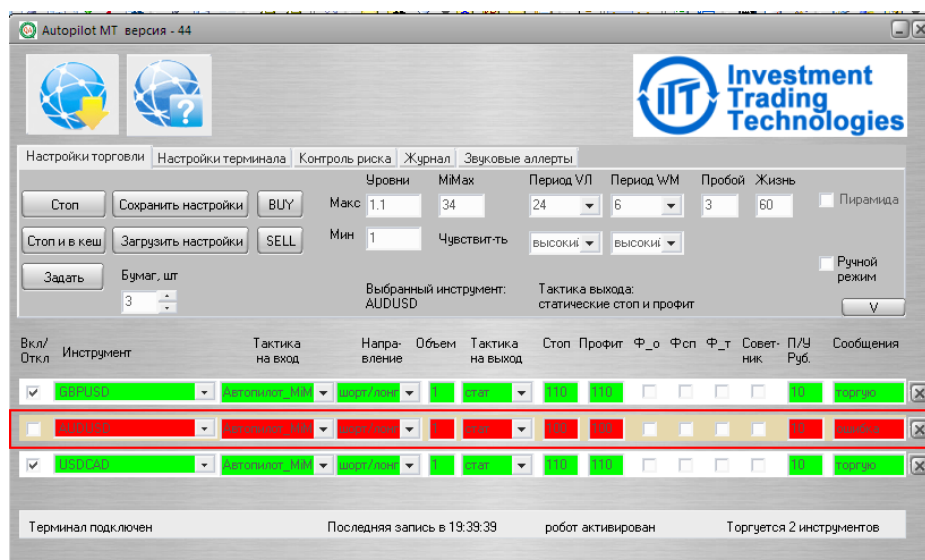 Autopilot MT версия - 44
Investment
Trading
Technologies
Настройки торговли Настройки терминала Контроль риска Журнал Звуковые аллерты
Уровни MiMax Период VЛ Период WM Пробой Жизнь
Стоп Сохранить настройки BUY Макс 1.1 34 24 6 3 60 Пирамида
Стоп и в кеш Загрузить настройки SELL Мин 1 Чувствит-ть высокий высокий
Задать Бумаг, шт Ручной
режим
3 Выбранный инструмент: Тактика выхода:
AUDUSD статические стоп и профит V
Вкл/ Тактика Напра- Объем Тактика Стоп Профит Ф_о Фсп Ф_т Совет- П/У Сообщения
Откл Инструмент на вход вление на выход ник Руб.
GBPUSD Автопилот_MiM шорт/лонг 1 стат 110 110 10 торгую
AUDUSD Автопилот_MiM шорт/лонг 1 стат 100 100 10 ошибка
USDCAD Автопилот_MiM шорт/лонг 1 стат 110 110 10 торгую
Терминал подключен Последняя запись в 19:39:39 робот активирован Торгуется 2 инструментов